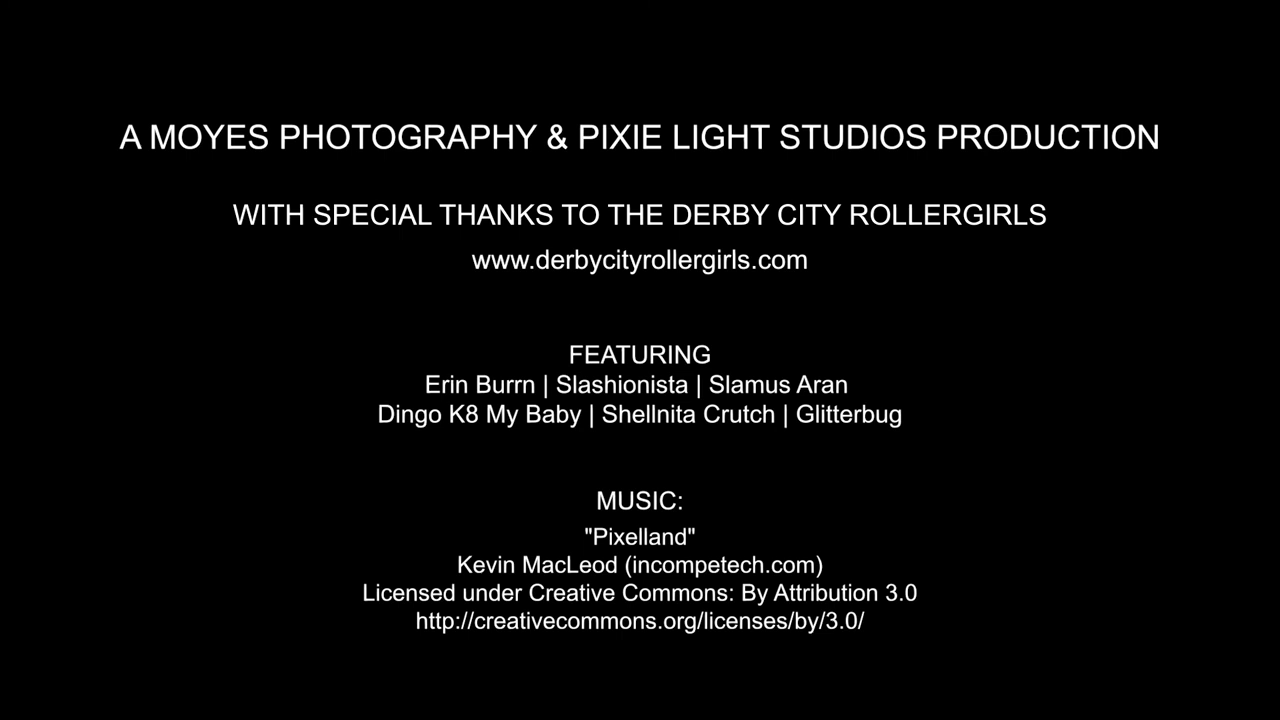 A MOYES PHOTOGRAPHY & PIXIE LIGHT STUDIOS PRODUCTION
WITH SPECIAL THANKS TO THE DERBY CITY ROLLERGIRLS
www.derbycityrollergirls.com
FEATURING
Erin Burrn | Slashionista | Slamus Aran
Dingo K8 My Baby | Shellnita Crutch | Glitterbug
MUSIC:
"Pixelland"
Kevin MacLeod (incompetech.com)
Licensed under Creative Commons: By Attribution 3.0
http://creativecommons.org/licenses/by/3.0/